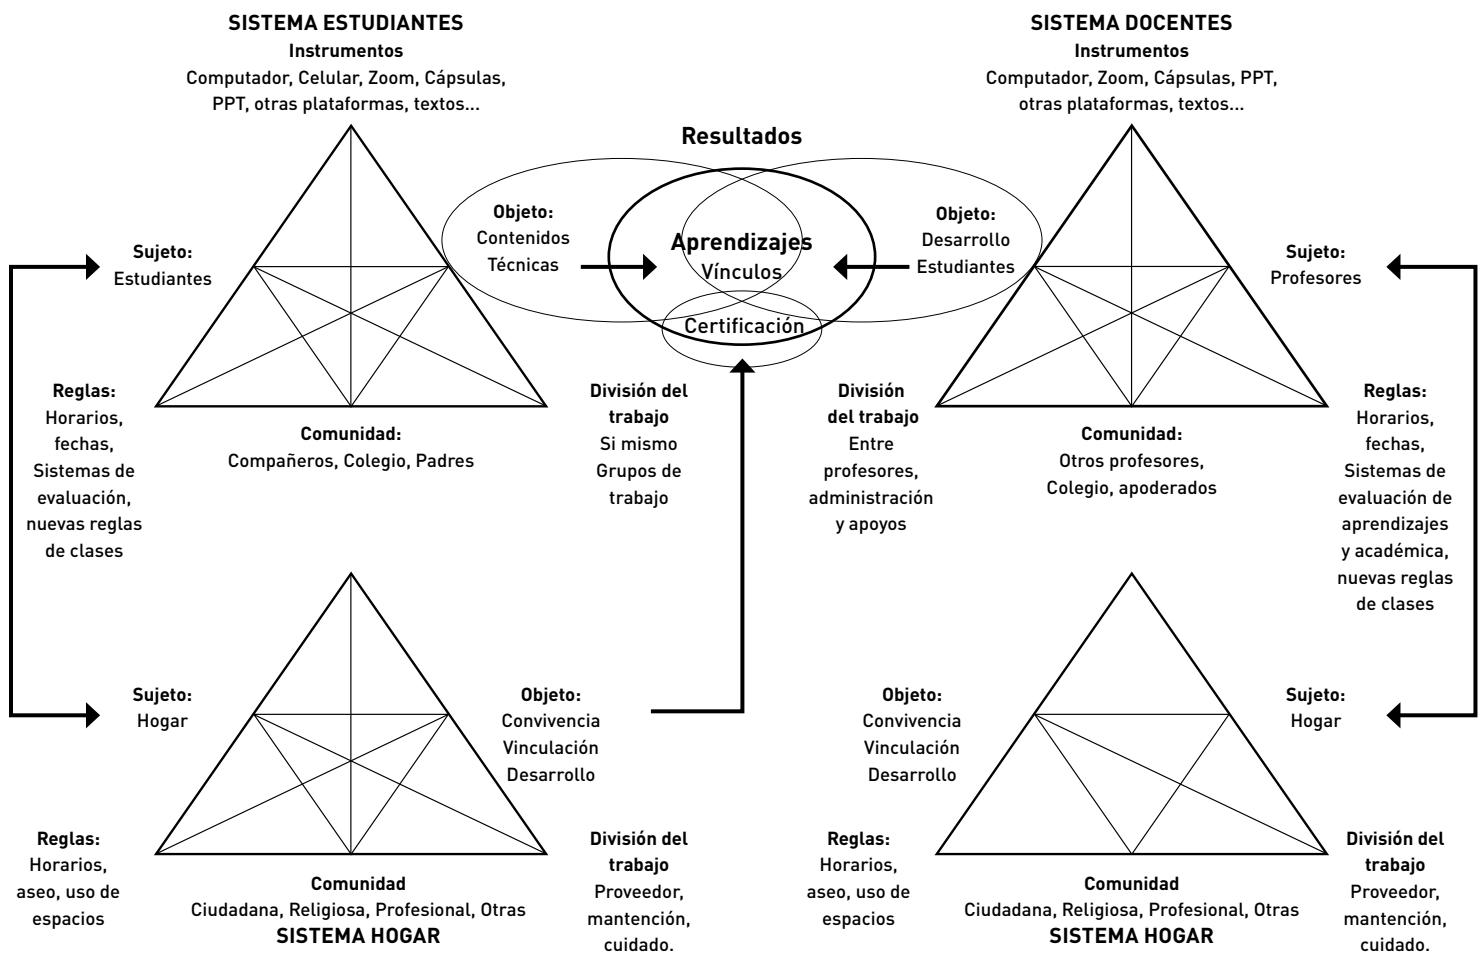 SISTEMA ESTUDIANTES
Instrumentos
Computador, Celular, Zoom, Cápsulas,
PPT, otras plataformas, textos...
SISTEMA DOCENTES
Instrumentos
Computador, Zoom, Cápsulas, PPT,
otras plataformas, textos...
Resultados
Sujeto:
Estudiantes
Objeto:
Contenidos
Técnicas
Aprendizajes
Vínculos
Certificación
Objeto:
Desarrollo
Estudiantes
Sujeto:
Profesores
Reglas:
Horarios,
fechas,
Sistemas de
evaluación,
nuevas reglas
de clases
Comunidad:
Compañeros, Colegio, Padres
División del
trabajo
Si mismo
Grupos de
trabajo
División
del trabajo
Entre
profesores,
administración
y apoyos
Comunidad:
Otros profesores,
Colegio, apoderados
Reglas:
Horarios,
fechas,
Sistemas de
evaluación de
aprendizajes
y académica,
nuevas reglas
de clases
Sujeto:
Hogar
Objeto:
Convivencia
Vinculación
Desarrollo
Objeto:
Convivencia
Vinculación
Desarrollo
Sujeto:
Hogar
Reglas:
Horarios,
aseo, uso de
espacios
Comunidad
Ciudadana, Religiosa, Profesional, Otras
SISTEMA HOGAR
División del
trabajo
Proveedor,
mantención,
cuidado.
Reglas:
Horarios,
aseo, uso de
espacios
Comunidad
Ciudadana, Religiosa, Profesional, Otras
SISTEMA HOGAR
División del
trabajo
Proveedor,
mantención,
cuidado.